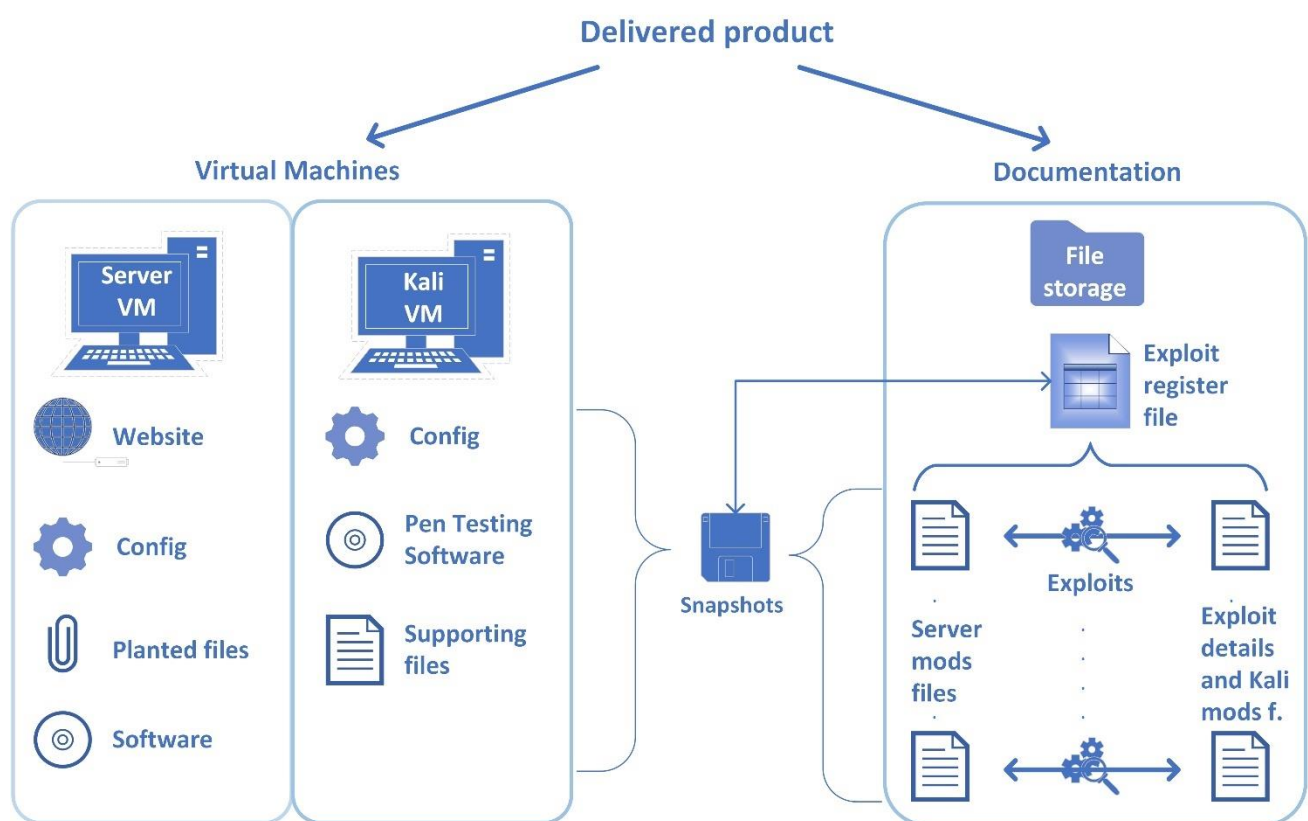 Delivered product
Virtual Machines
Server
VM
Website
Config
Planted files
Software
Kali
VM
Config
Pen Testing
Software
Supporting
files
Snapshots
Documentation
File
storage
Exploit
register
file
Exploits
Server
mods
files
Exploit
details
and Kali
mods f.